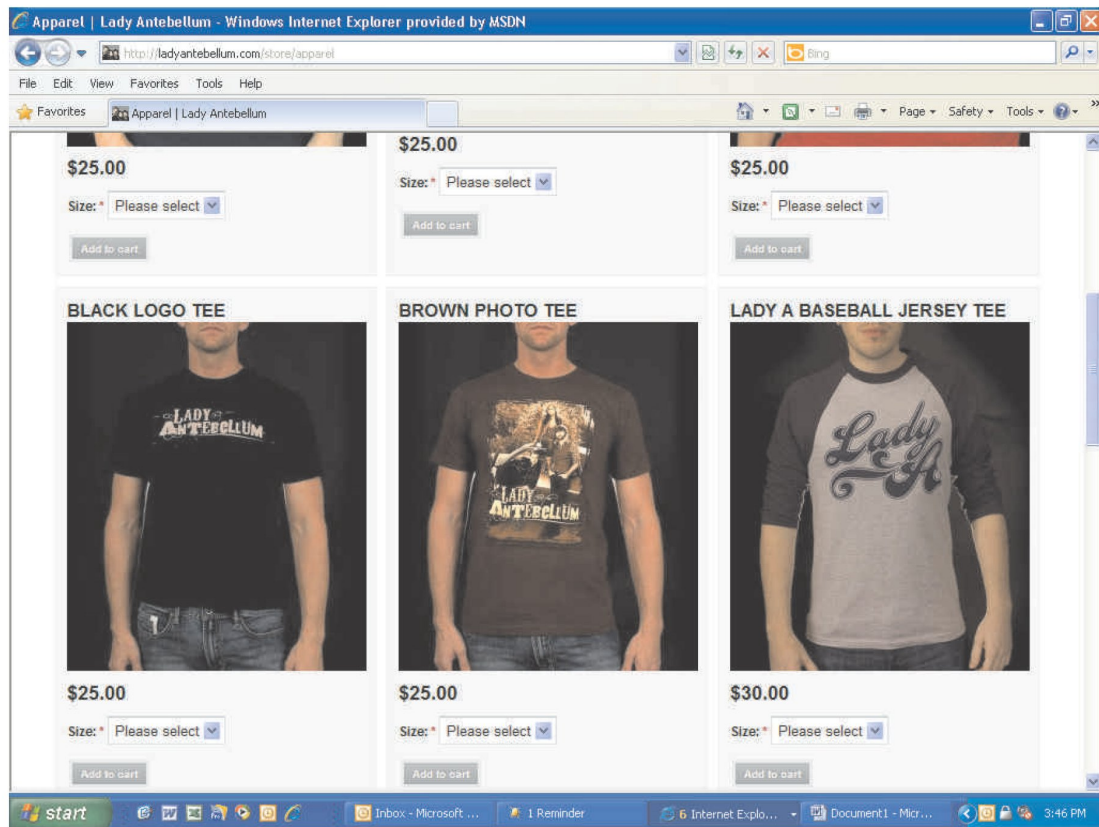 Apparel | Lady Antebellum - Windows Internet Explorer provided by MSDN
http://ladyantebellum.com/store/apparel
Bing
File Edit View Favorites Tools Help
Favorites Apparel | Lady Antebellum Page Safety Tools
$25.00 $25.00 $25.00
Size: * Please select Size: * Please select Size: * Please select
Add to cart Add to cart Add to cart
BLACK LOGO TEE BROWN PHOTO TEE LADY A BASEBALL JERSEY TEE
LADY
ANTEBELLUM
LADY
ANTEBELLUM
Lady
A
$25.00 $25.00 $30.00
Size: * Please select Size: * Please select Size: * Please select
Add to cart Add to cart Add to cart
start Inbox - Microsoft ... 1 Reminder 6 Internet Explo... Document1 - Micr... 3:46 PM